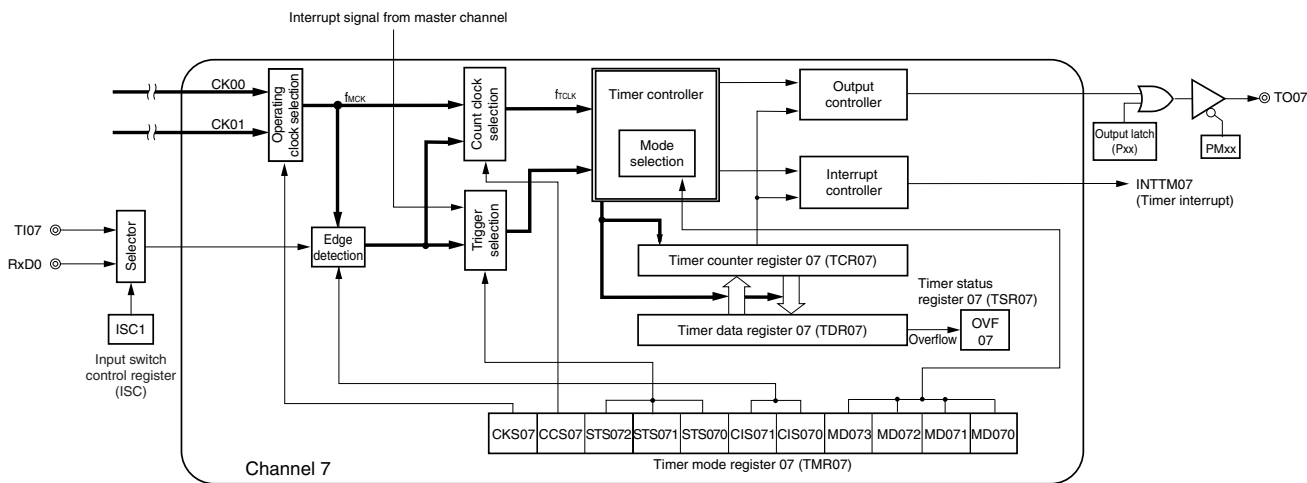 Interrupt signal from master channel
CK00
CK01
Operating
clock selection
fMCK
Count clock
selection
fTCLK
Timer controller
Mode
selection
Output
controller
Output latch
(Pxx)
PMxx
TO07
Interrupt
controller
INTTM07
(Timer interrupt)
TI07
RxD0
Selector
Edge
detection
Trigger
selection
ISC1
Input switch
control register
(ISC)
Timer counter register 07 (TCR07)
Timer status
register 07 (TSR07)
Timer data register 07 (TDR07)
Overflow
OVF
07
CKS07 CCS07 STS072 STS071 STS070 CIS071 CIS070 MD073 MD072 MD071 MD070
Timer mode register 07 (TMR07)
Channel 7